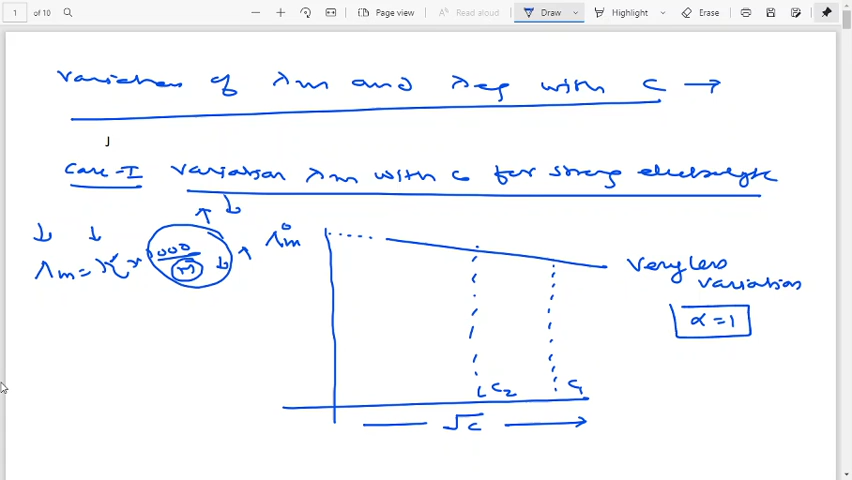 1 of 10 Page view Read aloud Draw Highlight Erase
Variation of λm and λeq with C →
Case-I Variation λm with C for strong electrolyte
↑ ↓
↓ ↓
Λm = K × 1000/M ↓ ↑
Λ°m
very less
variation
α = 1
C2 C1
√C →